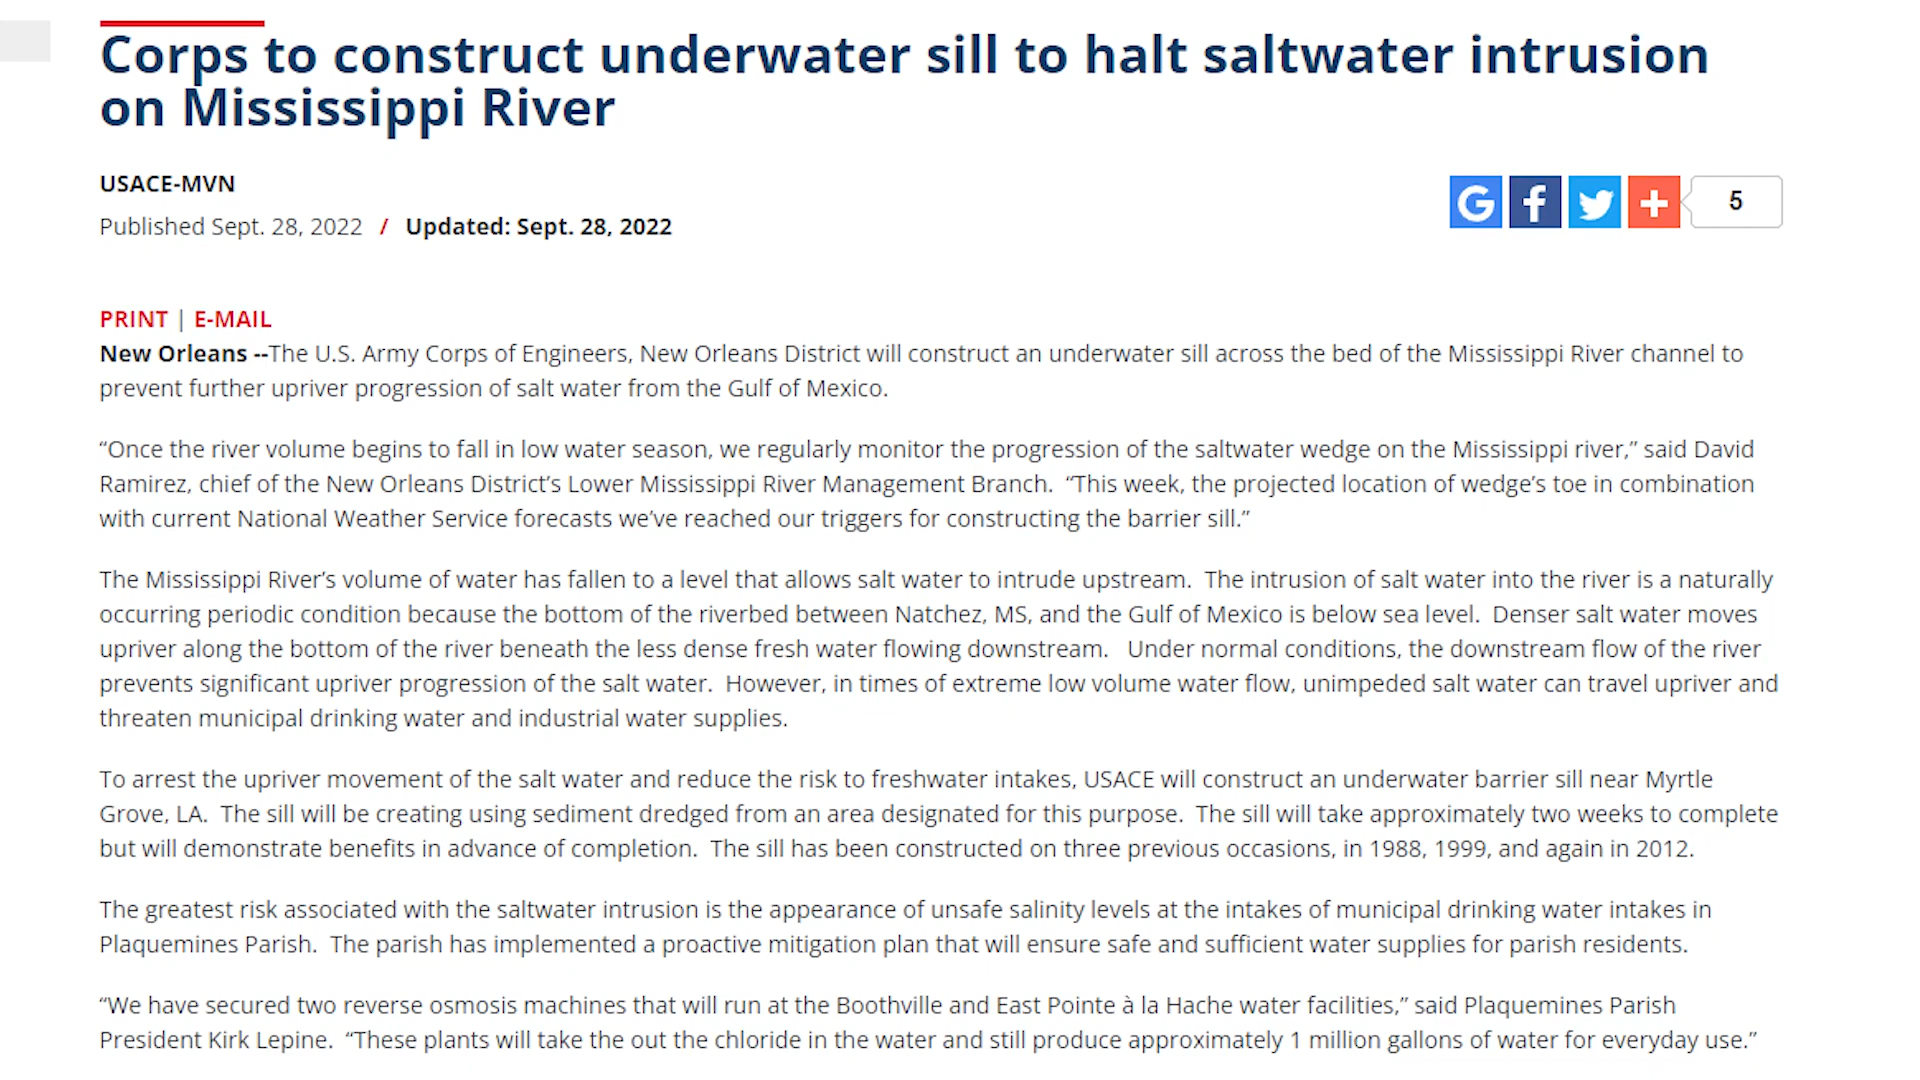 Corps to construct underwater sill to halt saltwater intrusion
on Mississippi River
USACE-MVN
Published Sept. 28, 2022 / Updated: Sept. 28, 2022
G f + 5
PRINT | E-MAIL
New Orleans --The U.S. Army Corps of Engineers, New Orleans District will construct an underwater sill across the bed of the Mississippi River channel to
prevent further upriver progression of salt water from the Gulf of Mexico.
“Once the river volume begins to fall in low water season, we regularly monitor the progression of the saltwater wedge on the Mississippi river,” said David
Ramirez, chief of the New Orleans District’s Lower Mississippi River Management Branch. “This week, the projected location of wedge’s toe in combination
with current National Weather Service forecasts we’ve reached our triggers for constructing the barrier sill.”
The Mississippi River’s volume of water has fallen to a level that allows salt water to intrude upstream. The intrusion of salt water into the river is a naturally
occurring periodic condition because the bottom of the riverbed between Natchez, MS, and the Gulf of Mexico is below sea level. Denser salt water moves
upriver along the bottom of the river beneath the less dense fresh water flowing downstream. Under normal conditions, the downstream flow of the river
prevents significant upriver progression of the salt water. However, in times of extreme low volume water flow, unimpeded salt water can travel upriver and
threaten municipal drinking water and industrial water supplies.
To arrest the upriver movement of the salt water and reduce the risk to freshwater intakes, USACE will construct an underwater barrier sill near Myrtle
Grove, LA. The sill will be creating using sediment dredged from an area designated for this purpose. The sill will take approximately two weeks to complete
but will demonstrate benefits in advance of completion. The sill has been constructed on three previous occasions, in 1988, 1999, and again in 2012.
The greatest risk associated with the saltwater intrusion is the appearance of unsafe salinity levels at the intakes of municipal drinking water intakes in
Plaquemines Parish. The parish has implemented a proactive mitigation plan that will ensure safe and sufficient water supplies for parish residents.
“We have secured two reverse osmosis machines that will run at the Boothville and East Pointe à la Hache water facilities,” said Plaquemines Parish
President Kirk Lepine. “These plants will take the out the chloride in the water and still produce approximately 1 million gallons of water for everyday use.”